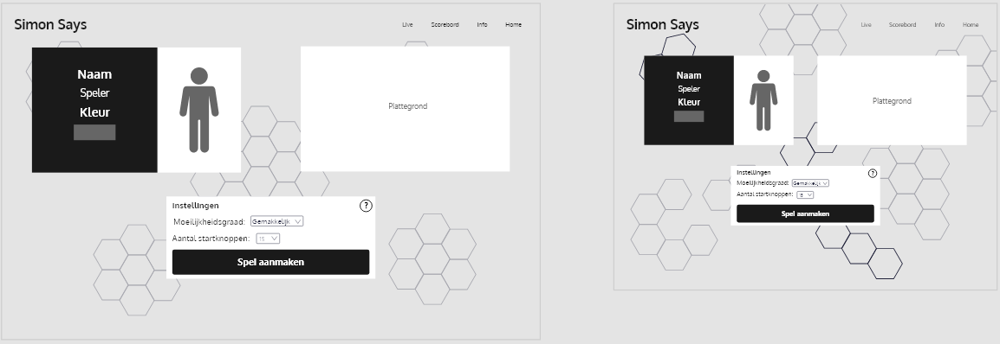 Simon Says
Live Scorebord Info Home
Naam
Speler
Kleur
Plattegrond
Instellingen
?
Moeilijkheidsgraad: Gemakkelijk
Aantal startknoppen: 15
Spel aanmaken
Simon Says
Live Scorebord Info Home
Naam
Speler
Kleur
Plattegrond
Instellingen
?
Moeilijkheidsgraad: Gemakkelijk
Aantal startknoppen: 15
Spel aanmaken